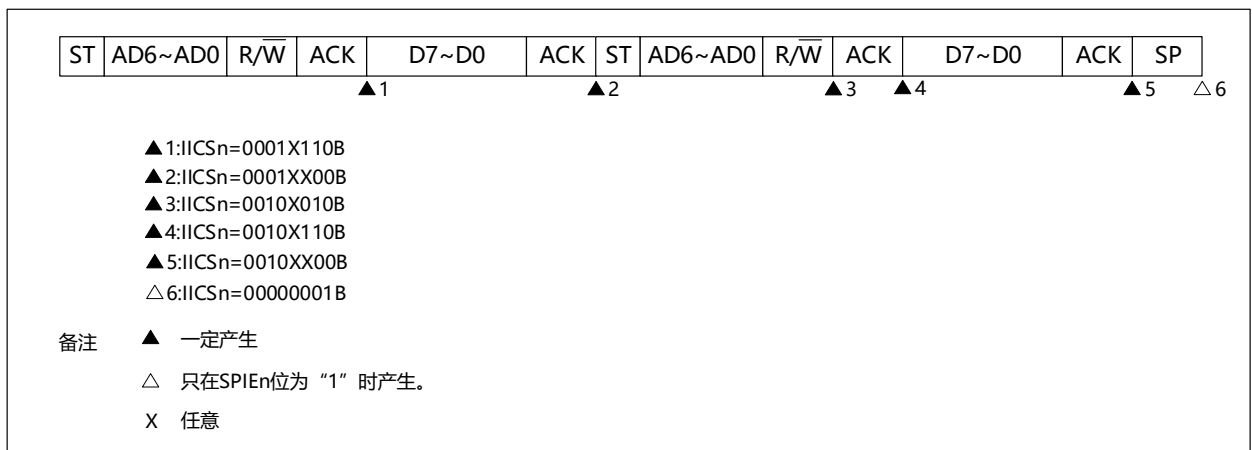 ST AD6~AD0 R/W̅ ACK D7~D0 ACK ST AD6~AD0 R/W̅ ACK D7~D0 ACK SP
▲1 ▲2 ▲3 ▲4 ▲5 △6
▲1:IICSn=0001X110B
▲2:IICSn=0001XX00B
▲3:IICSn=0010X010B
▲4:IICSn=0010X110B
▲5:IICSn=0010XX00B
△6:IICSn=00000001B
备注 ▲ 一定产生
△ 只在SPIEn位为“1”时产生。
X 任意